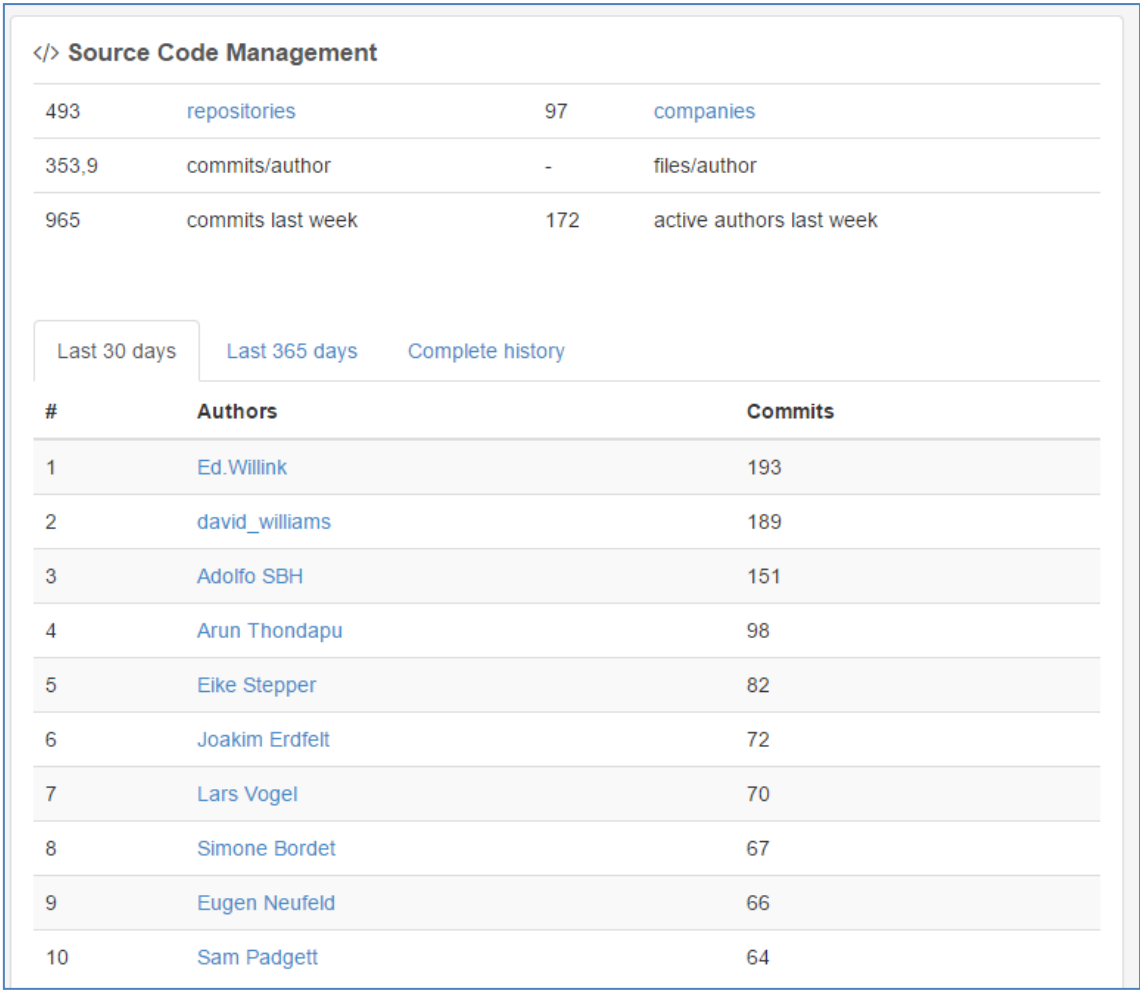 </> Source Code Management
493 repositories 97 companies
353,9 commits/author - files/author
965 commits last week 172 active authors last week
Last 30 days Last 365 days Complete history
# Authors Commits
1 Ed.Willink 193
2 david_williams 189
3 Adolfo SBH 151
4 Arun Thondapu 98
5 Eike Stepper 82
6 Joakim Erdfelt 72
7 Lars Vogel 70
8 Simone Bordet 67
9 Eugen Neufeld 66
10 Sam Padgett 64